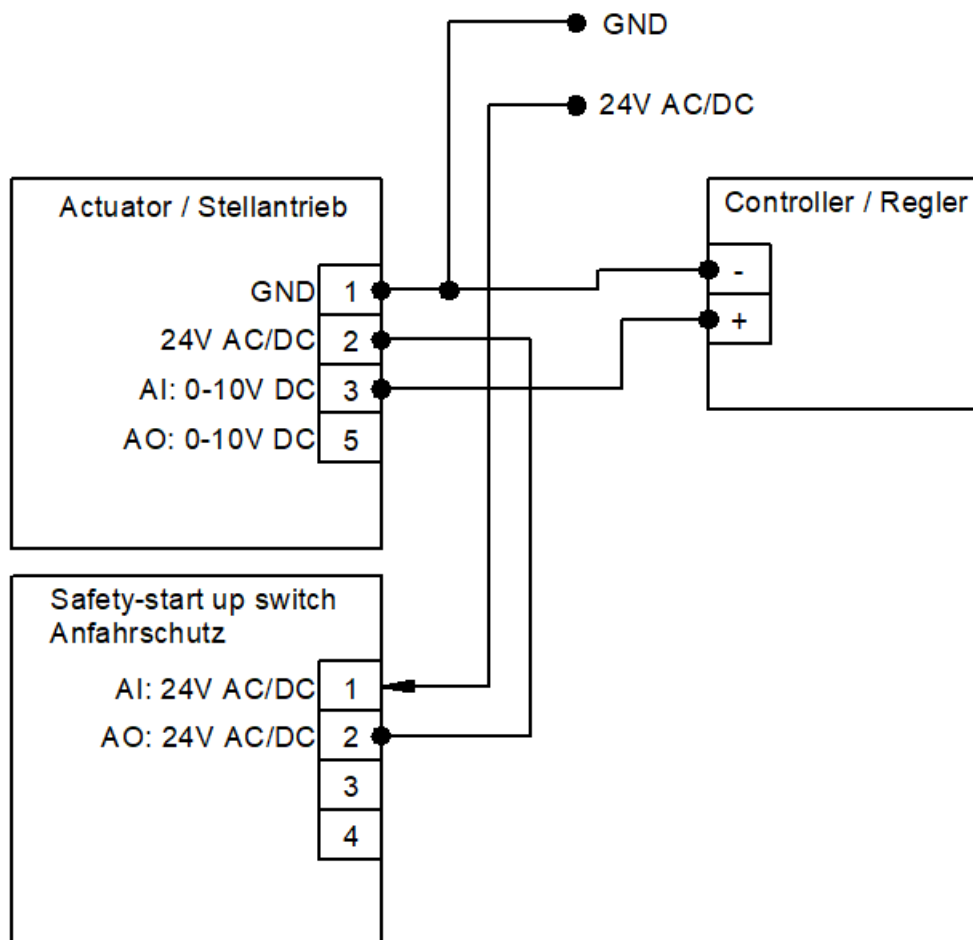 GND
24V AC/DC
Actuator / Stellantrieb
GND 1
24V AC/DC 2
AI: 0-10V DC 3
AO: 0-10V DC 5
Controller / Regler
-
+
Safety-start up switch
Anfahrschutz
AI: 24V AC/DC 1
AO: 24V AC/DC 2
3
4